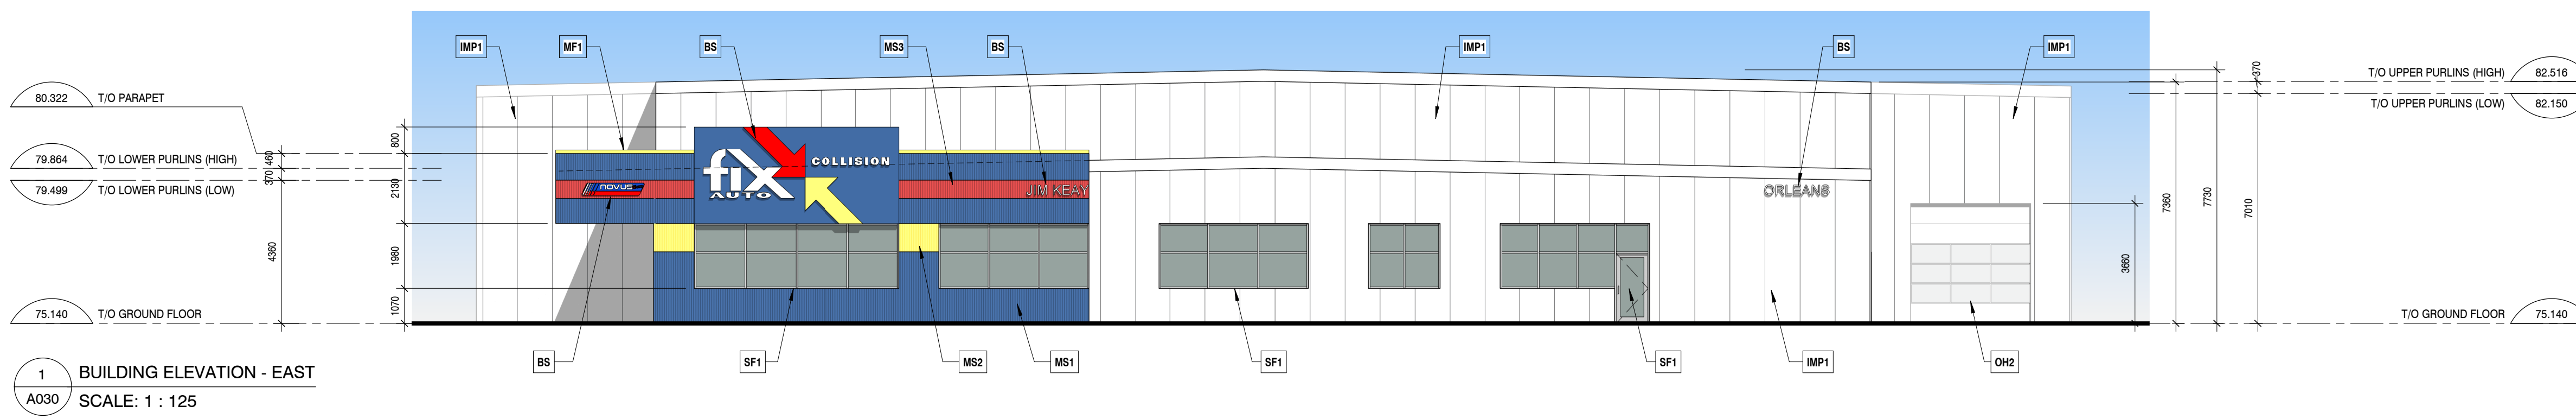 IMP1
MF1
BS
MS3
BS
IMP1
BS
IMP1
80.322 T/O PARAPET
79.864 T/O LOWER PURLINS (HIGH)
79.499 T/O LOWER PURLINS (LOW)
75.140 T/O GROUND FLOOR
460
370
4360
800
2130
1980
1070
fix
AUTO
COLLISION
NOVUS
JIM KEAY
ORLEANS
T/O UPPER PURLINS (HIGH) 82.516
T/O UPPER PURLINS (LOW) 82.150
T/O GROUND FLOOR 75.140
3660
7360
7730
370
7010
BS
SF1
MS2
MS1
SF1
SF1
IMP1
OH2
1
A030
BUILDING ELEVATION - EAST
SCALE: 1 : 125